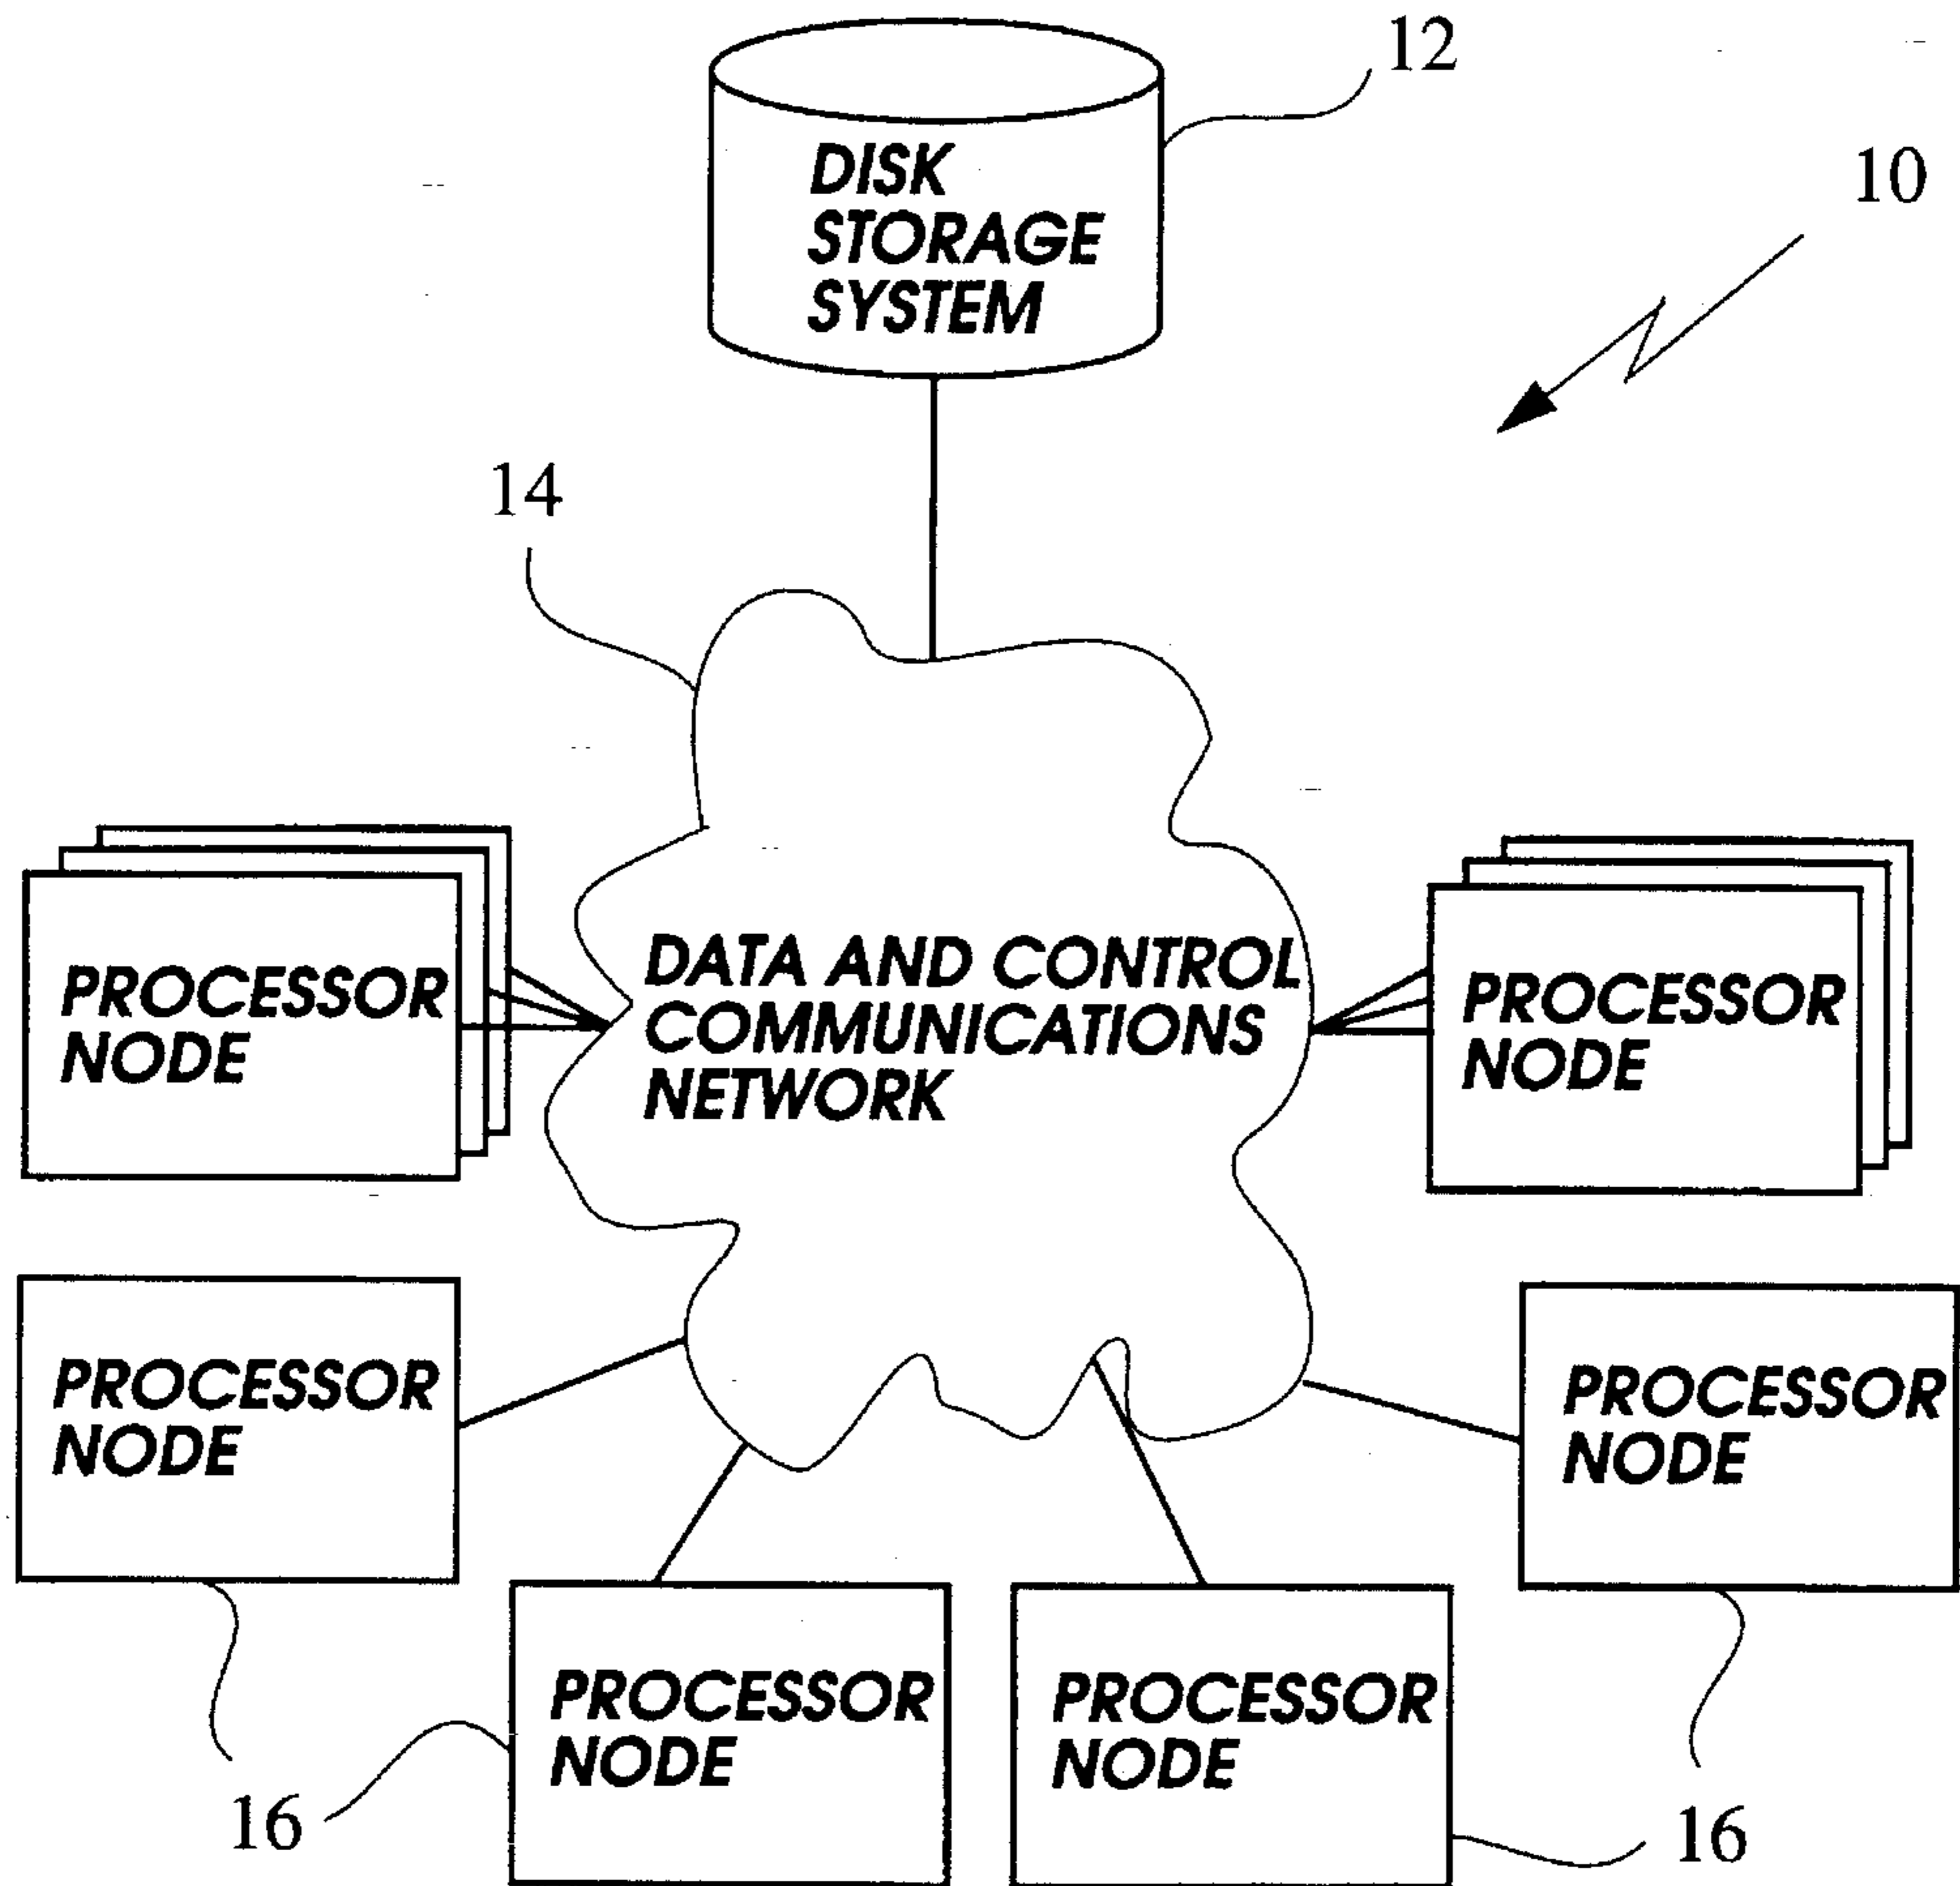 12
10
DISK
STORAGE
SYSTEM
14
DATA AND CONTROL
COMMUNICATIONS
NETWORK
PROCESSOR
NODE
PROCESSOR
NODE
PROCESSOR
NODE
PROCESSOR
NODE
PROCESSOR
NODE
PROCESSOR
NODE
16
16